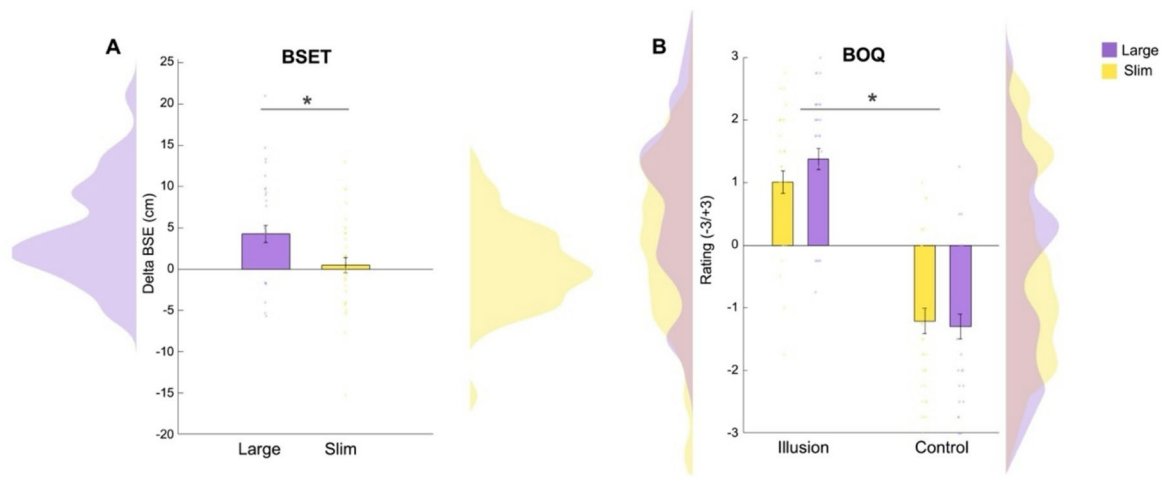 A
BSET
Delta BSE (cm)
25
20
15
10
5
0
-5
-10
-15
-20
*
Large
Slim
B
BOQ
Rating (-3/+3)
3
2
1
0
-1
-2
-3
*
Illusion
Control
Large
Slim